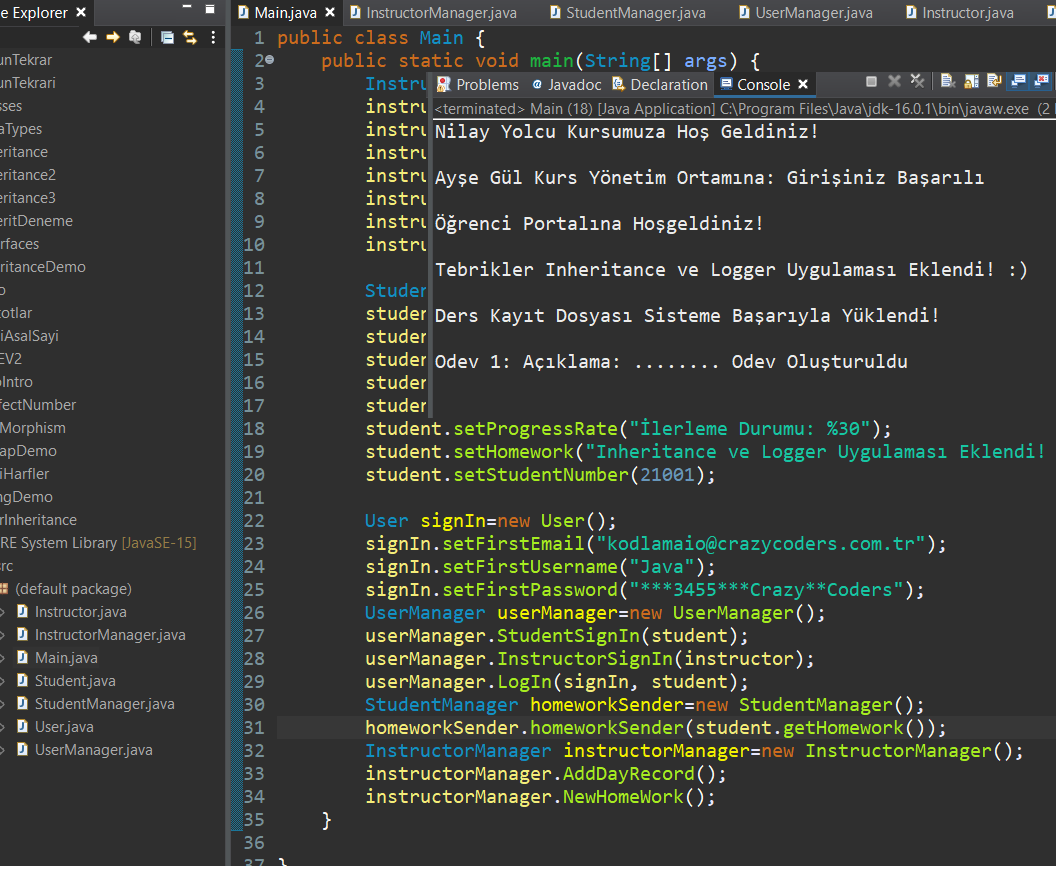 e Explorer
unTekrar
unTekrari
sses
aTypes
eritance
eritance2
eritance3
eritDeneme
rfaces
ritanceDemo
o
otlar
iAsalSayi
EV2
oIntro
fectNumber
Morphism
apDemo
iHarfler
ngDemo
rInheritance
RE System Library [JavaSE-15]
rc
(default package)
Instructor.java
InstructorManager.java
Main.java
Student.java
StudentManager.java
User.java
UserManager.java
Main.java InstructorManager.java StudentManager.java UserManager.java Instructor.java
1 public class Main {
2 public static void main(String[] args) {
3 Instru
4 instru
5 instru
6 instru
7 instru
8 instru
9 instru
10 instru
11
12 Studen
13 studen
14 studen
15 studen
16 studen
17 studen
18 student.setProgressRate("İlerleme Durumu: %30");
19 student.setHomework("Inheritance ve Logger Uygulaması Eklendi!
20 student.setStudentNumber(21001);
21
22 User signIn=new User();
23 signIn.setFirstEmail("kodlamaio@crazycoders.com.tr");
24 signIn.setFirstUsername("Java");
25 signIn.setFirstPassword("***3455***Crazy**Coders");
26 UserManager userManager=new UserManager();
27 userManager.StudentSignIn(student);
28 userManager.InstructorSignIn(instructor);
29 userManager.LogIn(signIn, student);
30 StudentManager homeworkSender=new StudentManager();
31 homeworkSender.homeworkSender(student.getHomework());
32 InstructorManager instructorManager=new InstructorManager();
33 instructorManager.AddDayRecord();
34 instructorManager.NewHomeWork();
35 }
36
37 }
Problems Javadoc Declaration Console
<terminated> Main (18) [Java Application] C:\Program Files\Java\jdk-16.0.1\bin\javaw.exe (2
Nilay Yolcu Kursumuza Hoş Geldiniz!
Ayşe Gül Kurs Yönetim Ortamına: Girişiniz Başarılı
Öğrenci Portalına Hoşgeldiniz!
Tebrikler Inheritance ve Logger Uygulaması Eklendi! :)
Ders Kayıt Dosyası Sisteme Başarıyla Yüklendi!
Odev 1: Açıklama: ........ Odev Oluşturuldu